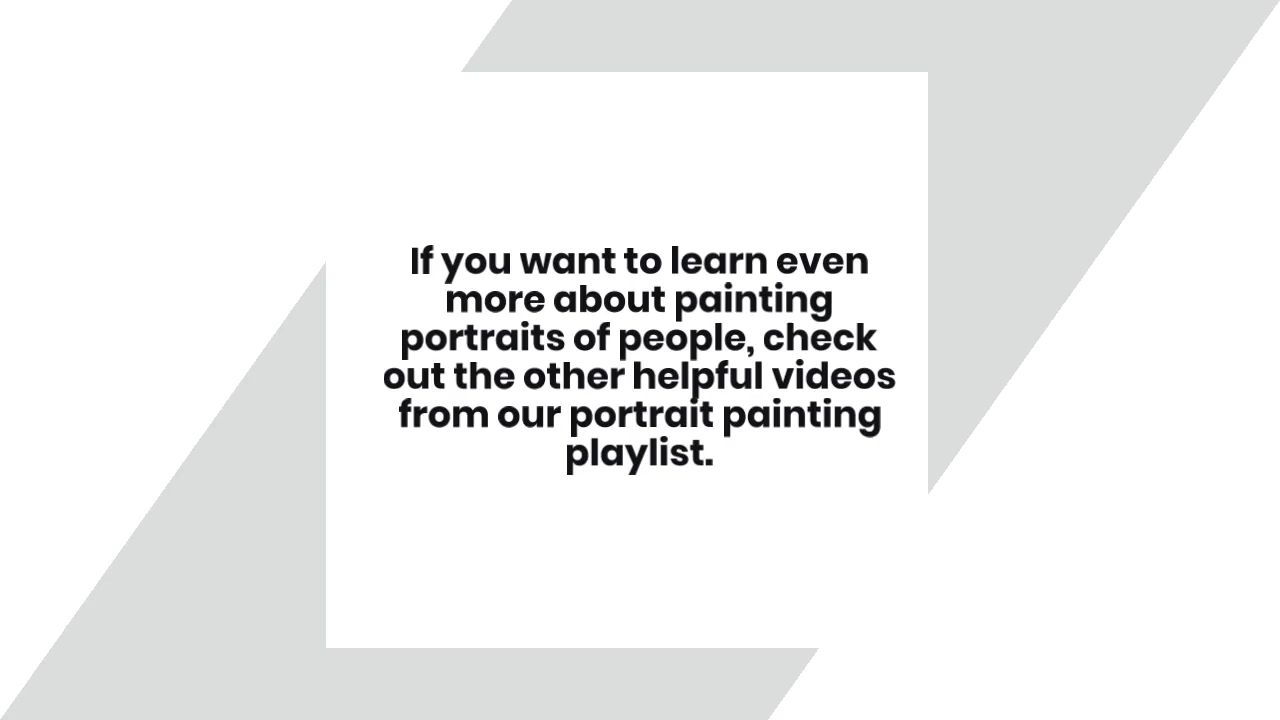 If you want to learn even
more about painting
portraits of people, check
out the other helpful videos
from our portrait painting
playlist.